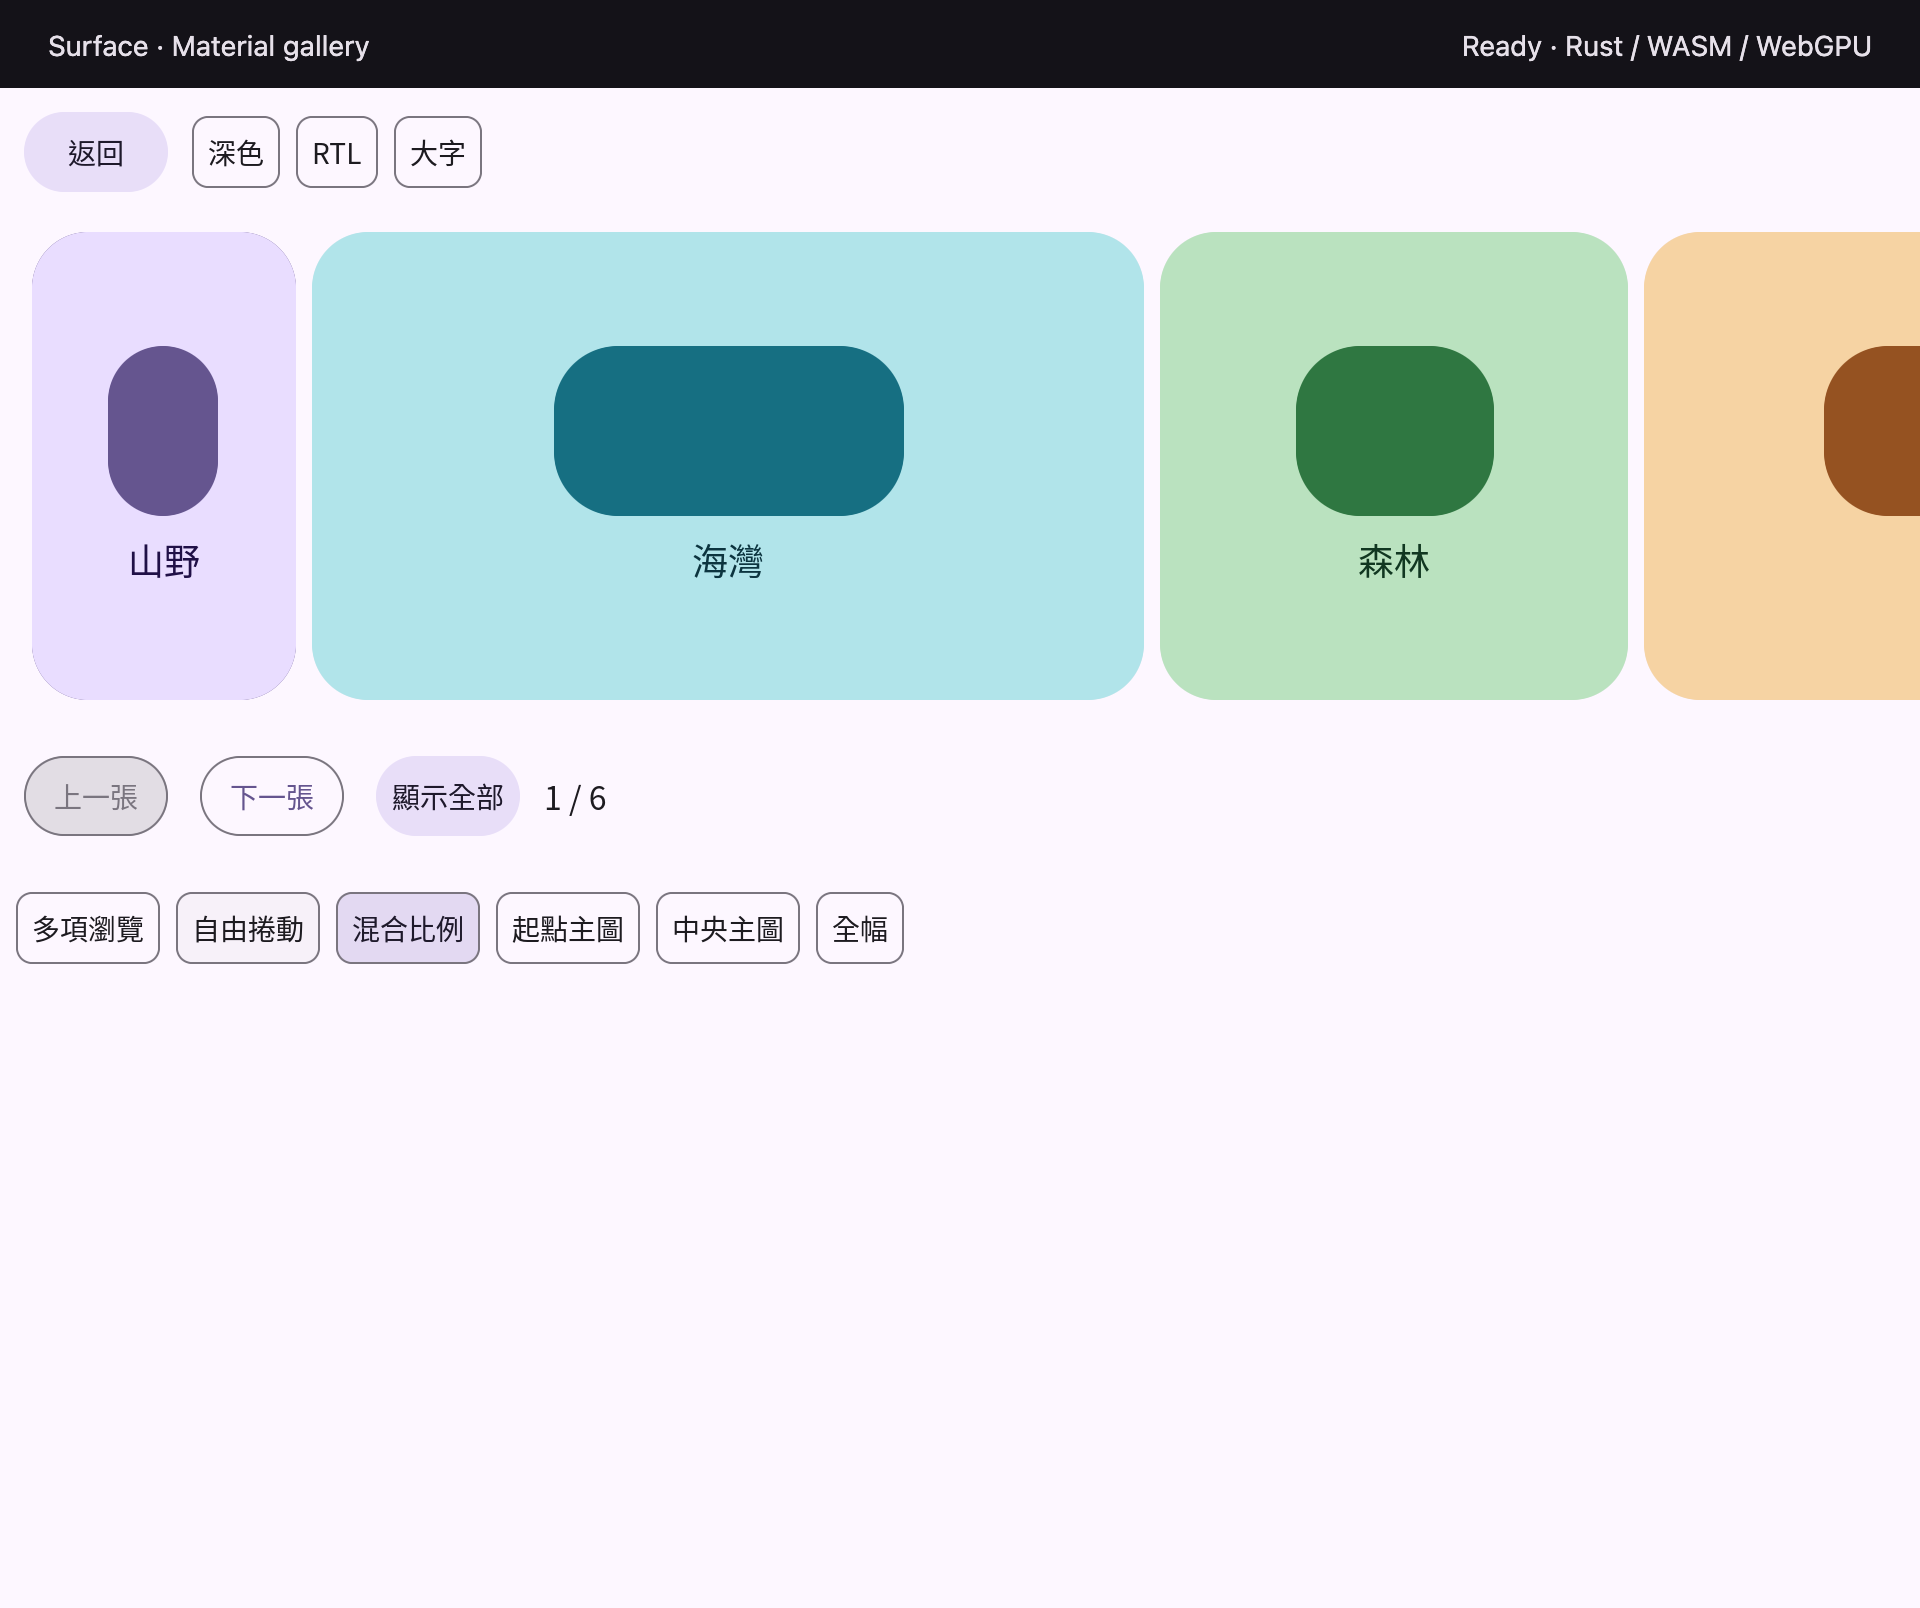 Surface · Material gallery
Ready · Rust / WASM / WebGPU
返回
深色
RTL
大字
山野
海灣
森林
上一張
下一張
顯示全部
1 / 6
多項瀏覽
自由捲動
混合比例
起點主圖
中央主圖
全幅